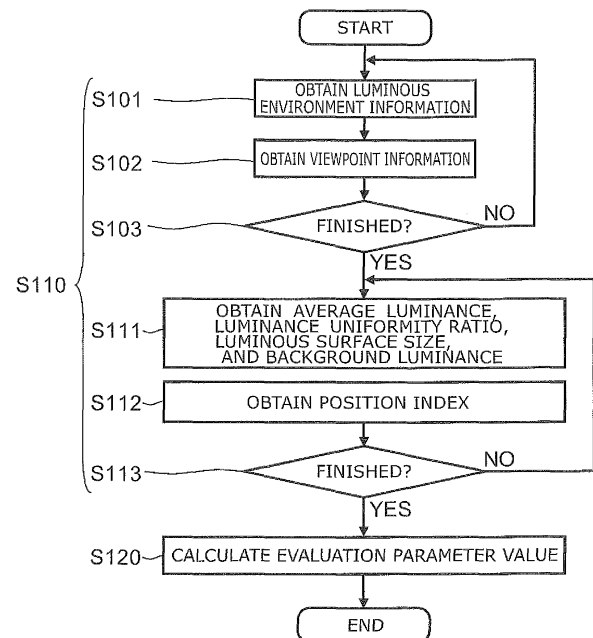 START
S101
OBTAIN LUMINOUS
ENVIRONMENT INFORMATION
S102
OBTAIN VIEWPOINT INFORMATION
S103
FINISHED?
NO
YES
S110
S111
OBTAIN AVERAGE LUMINANCE,
LUMINANCE UNIFORMITY RATIO,
LUMINOUS SURFACE SIZE,
AND BACKGROUND LUMINANCE
S112
OBTAIN POSITION INDEX
S113
FINISHED?
NO
YES
S120
CALCULATE EVALUATION PARAMETER VALUE
END